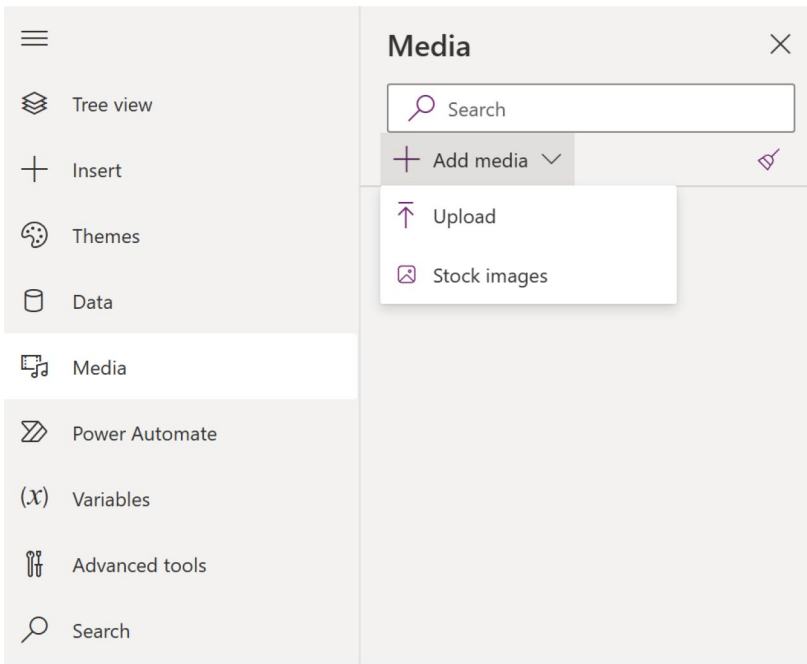 Tree view
Insert
Themes
Data
Media
Power Automate
(x) Variables
Advanced tools
Search
Media
Search
Add media
Upload
Stock images